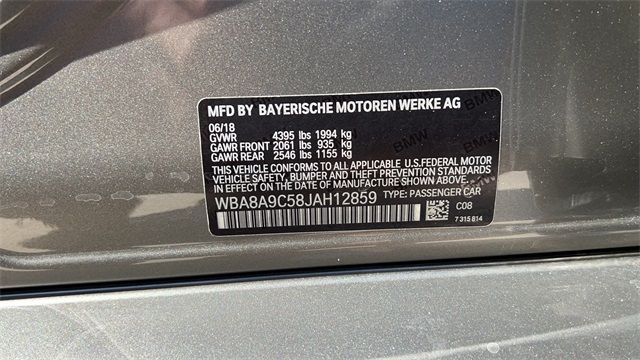 MFD BY BAYERISCHE MOTOREN WERKE AG
06/18
GVWR 4395 lbs 1994 kg
GAWR FRONT 2061 lbs 935 kg
GAWR REAR 2546 lbs 1155 kg
THIS VEHICLE CONFORMS TO ALL APPLICABLE U.S.FEDERAL MOTOR
VEHICLE SAFETY, BUMPER AND THEFT PREVENTION STANDARDS
IN EFFECT ON THE DATE OF MANUFACTURE SHOWN ABOVE.
WBA8A9C58JAH12859 TYPE: PASSENGER CAR
C08
7 315 814
BMW
BMW
BMW